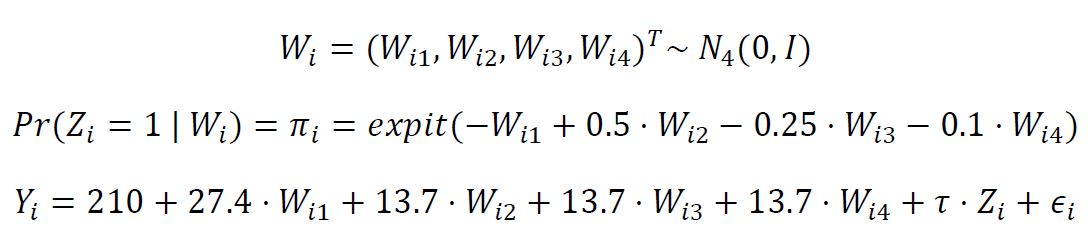 W_i = (W_{i1}, W_{i2}, W_{i3}, W_{i4})^T ~ N_4(0, I)
Pr(Z_i = 1 | W_i) = π_i = expit(−W_{i1} + 0.5 · W_{i2} − 0.25 · W_{i3} − 0.1 · W_{i4})
Y_i = 210 + 27.4 · W_{i1} + 13.7 · W_{i2} + 13.7 · W_{i3} + 13.7 · W_{i4} + τ · Z_i + ϵ_i